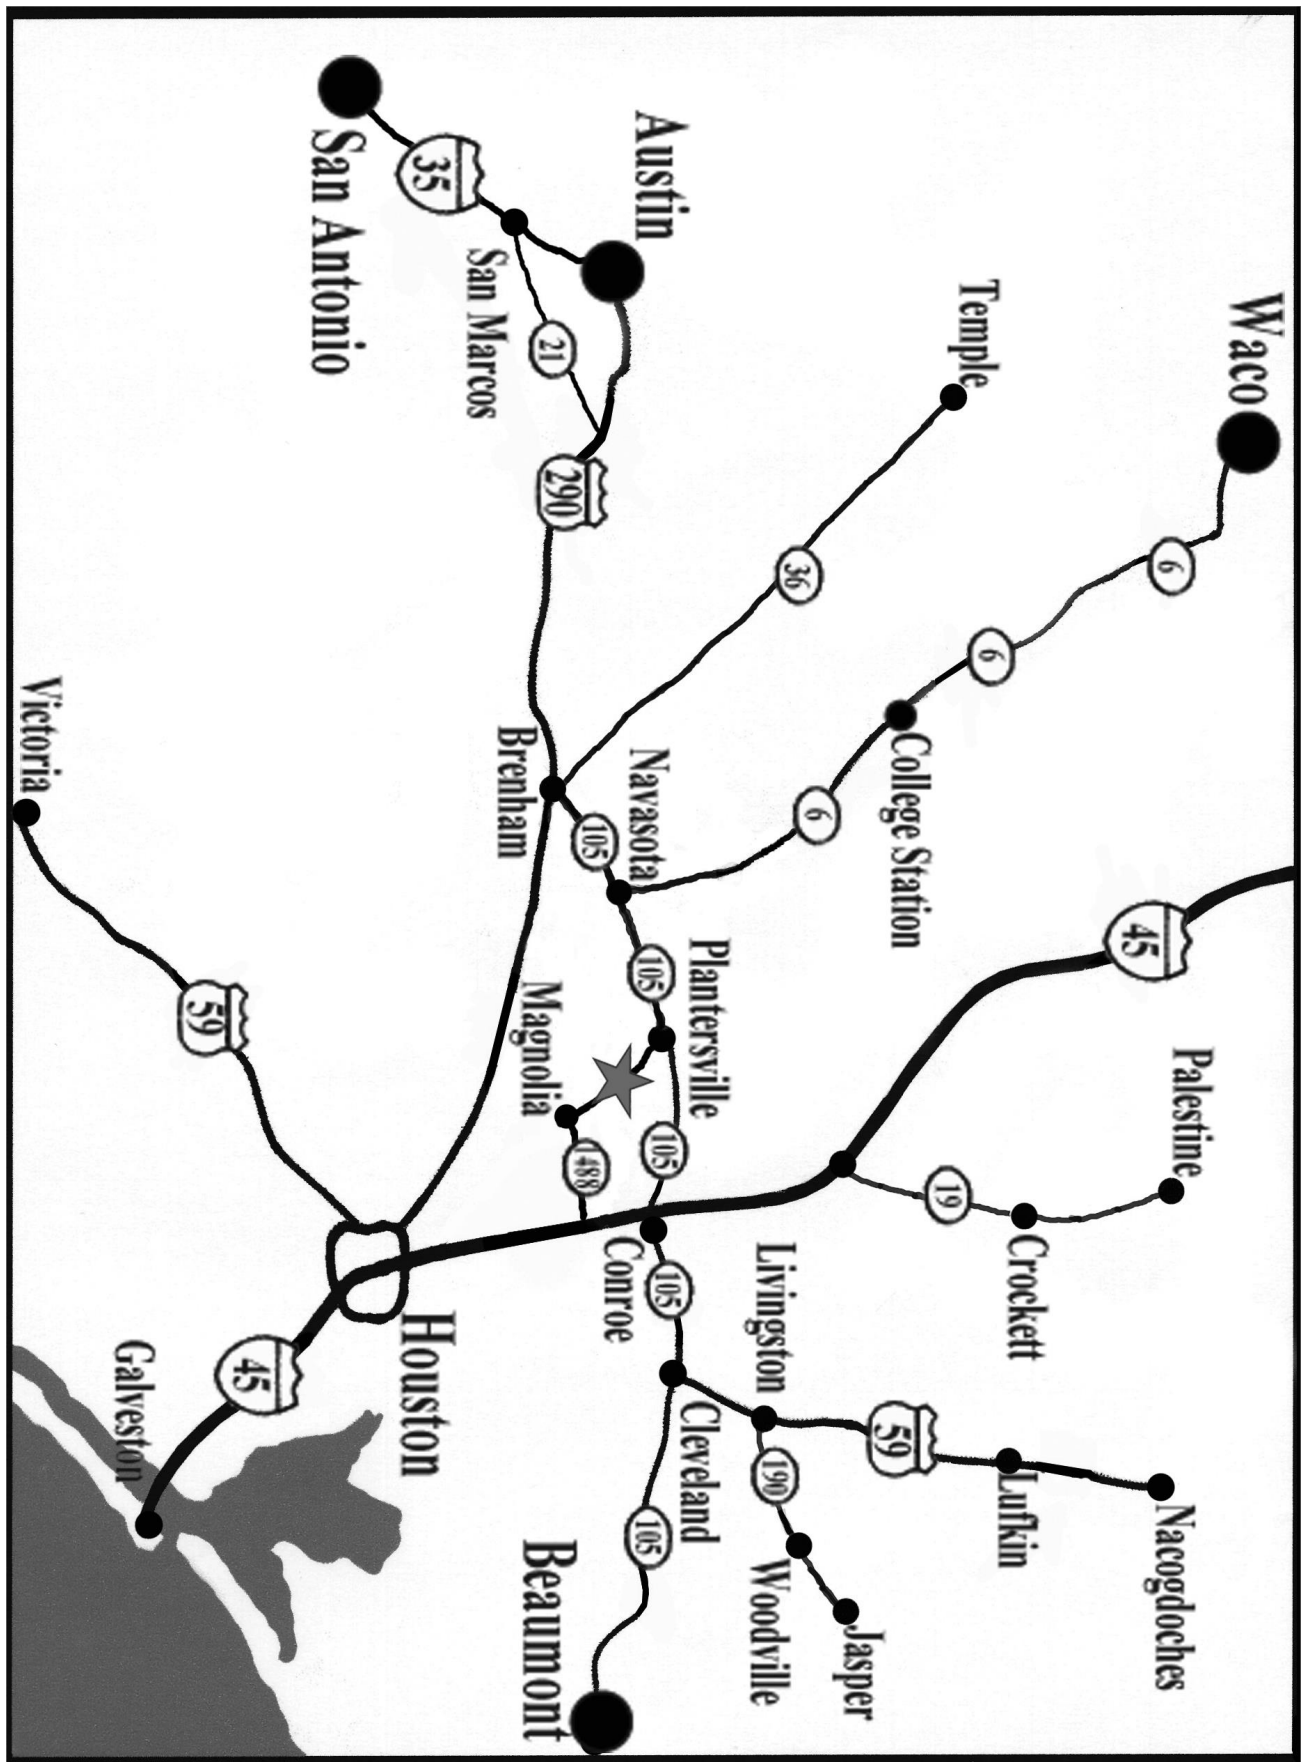 Waco
6
6
Temple
College Station
6
36
45
Palestine
19
Crockett
Nacogdoches
Lufkin
59
Jasper
Livingston
190
Woodville
Austin
Navasota
105
Plantersville
105
105
Cleveland
105
Conroe
105
35
San Antonio
San Marcos
21
290
Brenham
Magnolia
1488
Beaumont
Houston
59
45
Galveston
Victoria